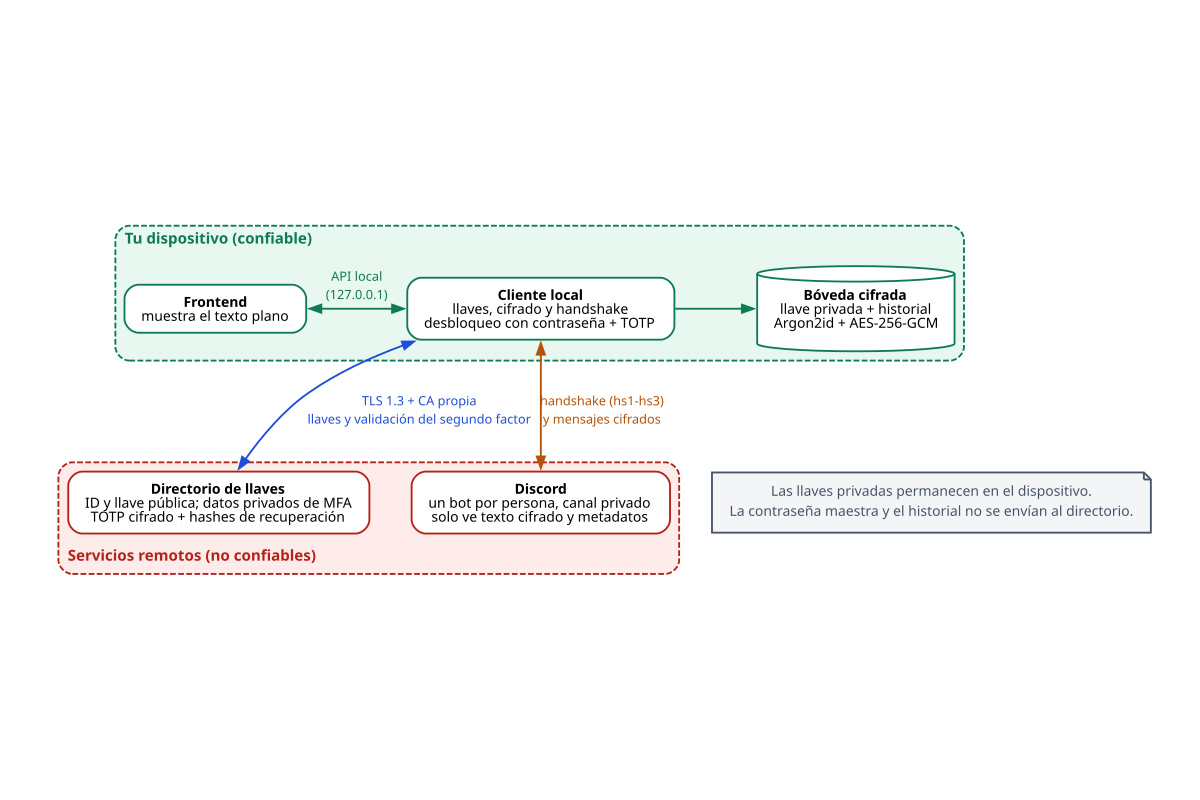 Tu dispositivo (confiable)
Frontend
muestra el texto plano
API local
(127.0.0.1)
Cliente local
llaves, cifrado y handshake
desbloqueo con contraseña + TOTP
Bóveda cifrada
llave privada + historial
Argon2id + AES-256-GCM
TLS 1.3 + CA propia
llaves y validación del segundo factor
handshake (hs1-hs3)
y mensajes cifrados
Directorio de llaves
ID y llave pública; datos privados de MFA
TOTP cifrado + hashes de recuperación
Discord
un bot por persona, canal privado
solo ve texto cifrado y metadatos
Servicios remotos (no confiables)
Las llaves privadas permanecen en el dispositivo.
La contraseña maestra y el historial no se envían al directorio.